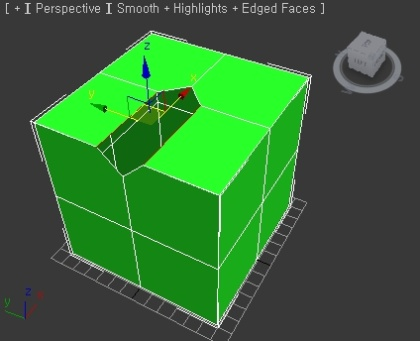 [ + ] Perspective ] Smooth + Highlights + Edged Faces ]
z
x
y
z
y